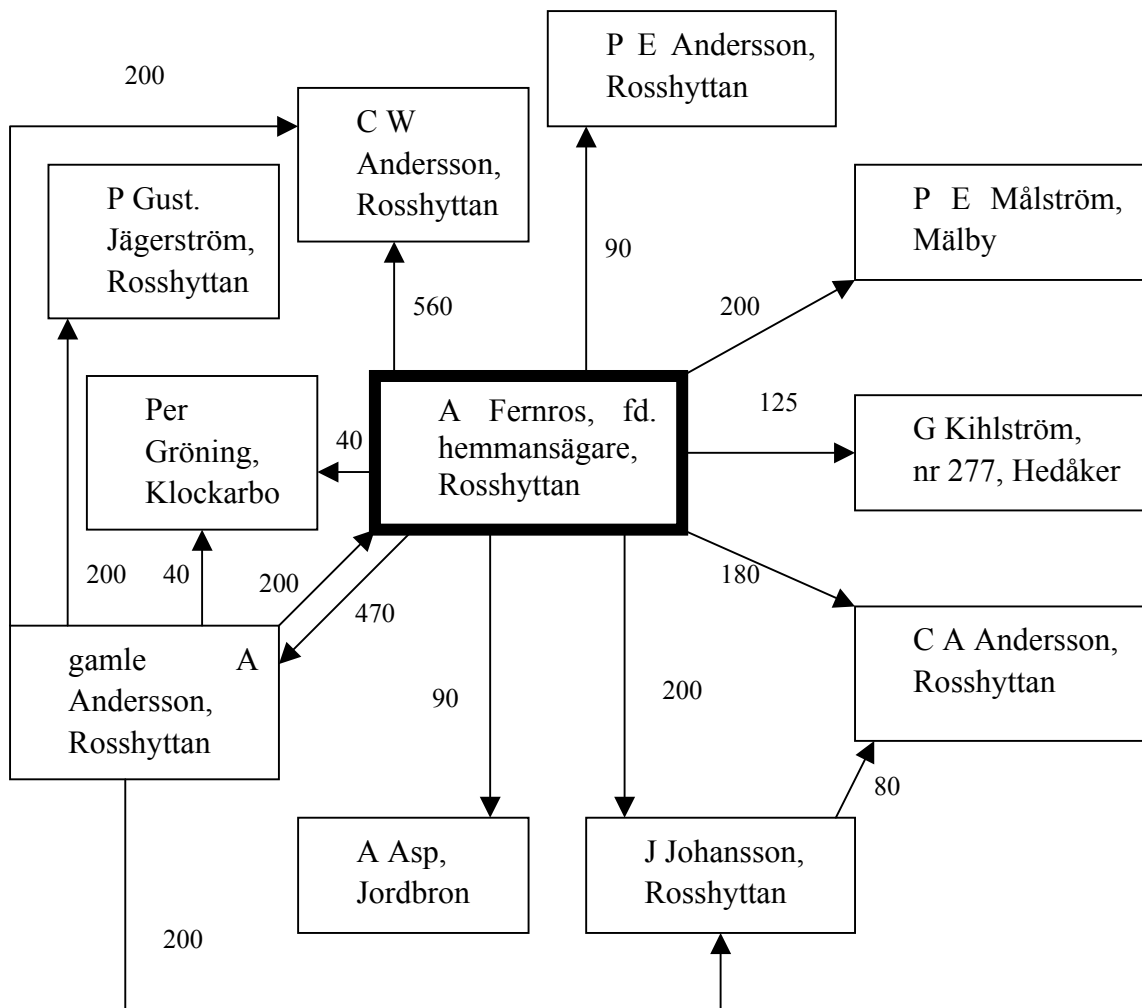 P E Andersson,
Rosshyttan
200
C W
Andersson,
Rosshyttan
P Gust.
Jägerström,
Rosshyttan
P E Målström,
Mälby
90
560
200
Per
Gröning,
Klockarbo
40
A Fernros, fd.
hemmansägare,
Rosshyttan
125
G Kihlström,
nr 277, Hedåker
200
40
200
470
180
gamle A
Andersson,
Rosshyttan
90
200
C A Andersson,
Rosshyttan
80
A Asp,
Jordbron
J Johansson,
Rosshyttan
200